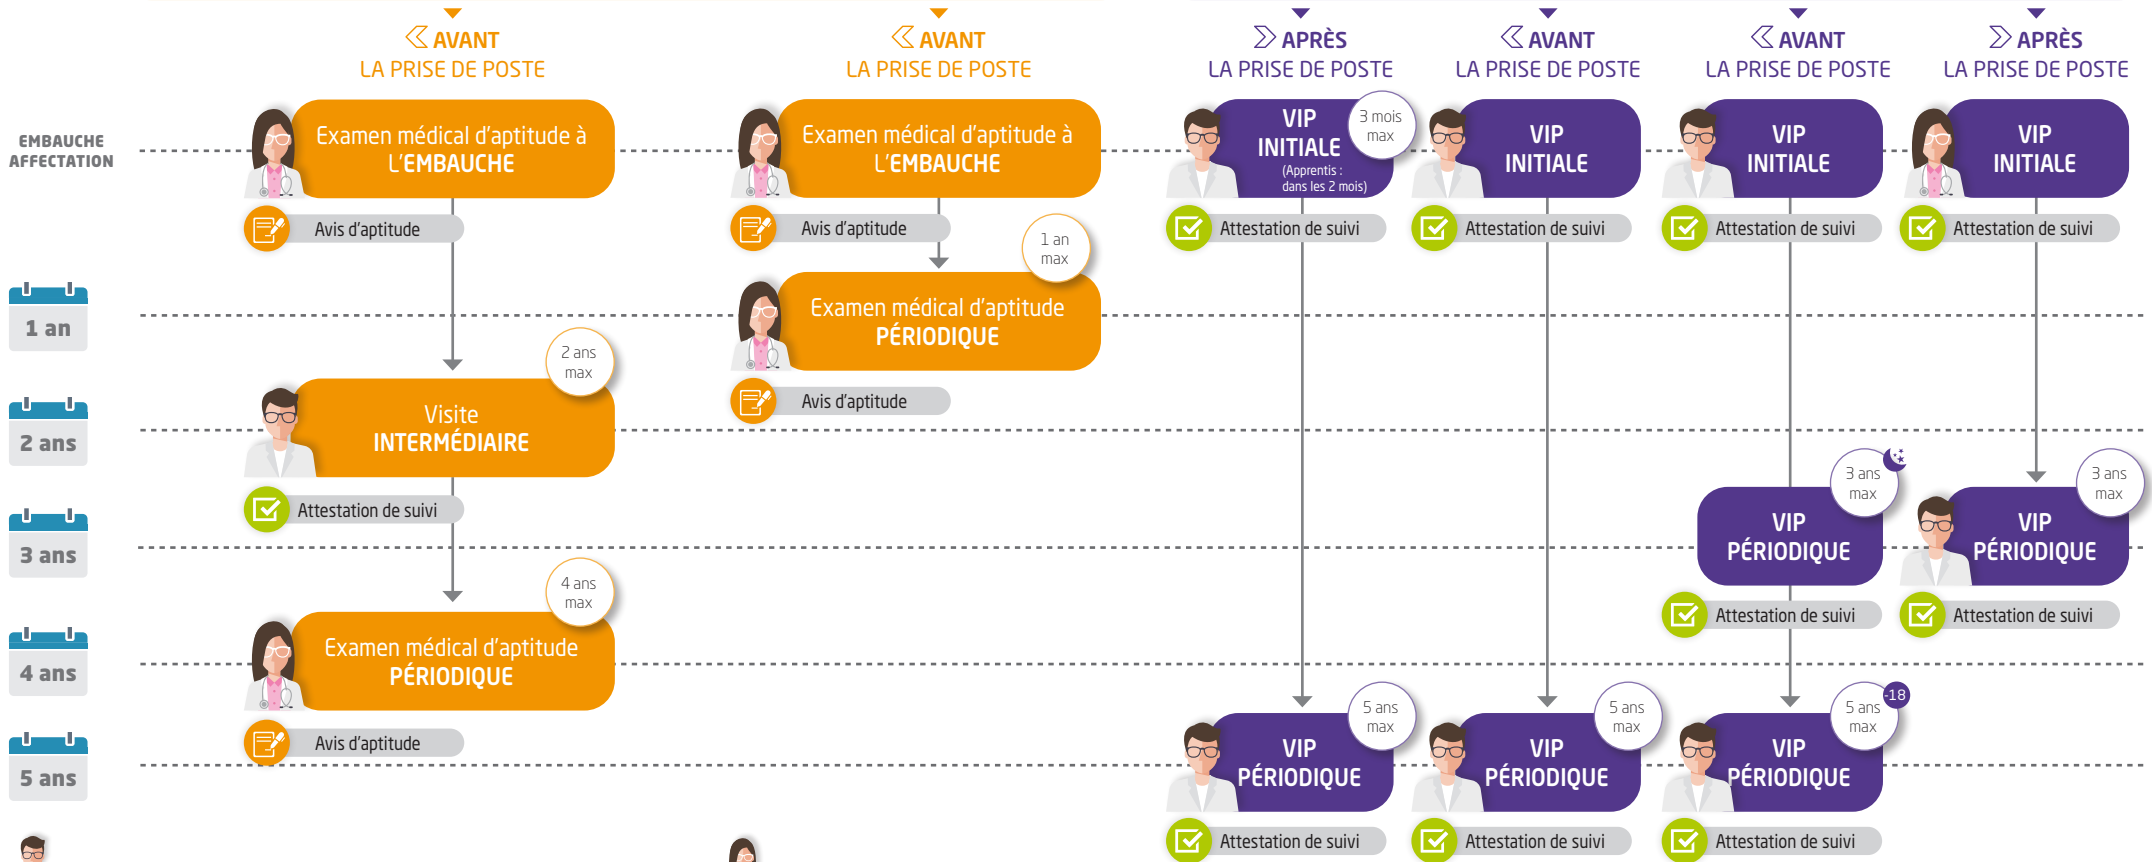 AVANT
LA PRISE DE POSTE
AVANT
LA PRISE DE POSTE
APRÈS
LA PRISE DE POSTE
AVANT
LA PRISE DE POSTE
AVANT
LA PRISE DE POSTE
APRÈS
LA PRISE DE POSTE
EMBAUCHE
AFFECTATION
Examen médical d'aptitude à
L'EMBAUCHE
Examen médical d'aptitude à
L'EMBAUCHE
VIP
INITIALE
(Apprentis :
dans les 2 mois)
3 mois
max
VIP
INITIALE
VIP
INITIALE
VIP
INITIALE
Avis d'aptitude
Avis d'aptitude
Attestation de suivi
Attestation de suivi
Attestation de suivi
Attestation de suivi
1 an
1 an
max
Examen médical d'aptitude
PÉRIODIQUE
Avis d'aptitude
2 ans
2 ans
max
Visite
INTERMÉDIAIRE
Attestation de suivi
3 ans
3 ans
max
VIP
PÉRIODIQUE
3 ans
max
VIP
PÉRIODIQUE
Attestation de suivi
Attestation de suivi
4 ans
4 ans
max
Examen médical d'aptitude
PÉRIODIQUE
Avis d'aptitude
5 ans
5 ans
max
VIP
PÉRIODIQUE
5 ans
max
VIP
PÉRIODIQUE
5 ans
max
-18
VIP
PÉRIODIQUE
Attestation de suivi
Attestation de suivi
Attestation de suivi